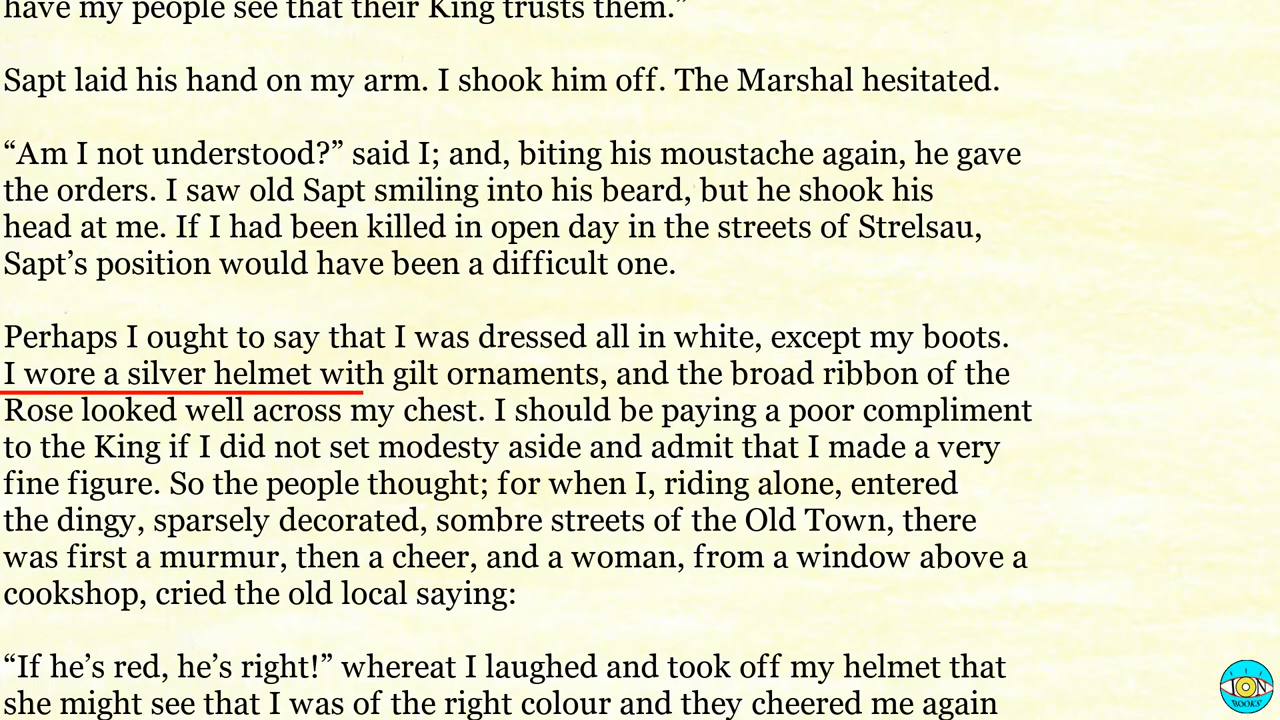 have my people see that their King trusts them.”
Sapt laid his hand on my arm. I shook him off. The Marshal hesitated.
“Am I not understood?” said I; and, biting his moustache again, he gave
the orders. I saw old Sapt smiling into his beard, but he shook his
head at me. If I had been killed in open day in the streets of Strelsau,
Sapt’s position would have been a difficult one.
Perhaps I ought to say that I was dressed all in white, except my boots.
I wore a silver helmet with gilt ornaments, and the broad ribbon of the
Rose looked well across my chest. I should be paying a poor compliment
to the King if I did not set modesty aside and admit that I made a very
fine figure. So the people thought; for when I, riding alone, entered
the dingy, sparsely decorated, sombre streets of the Old Town, there
was first a murmur, then a cheer, and a woman, from a window above a
cookshop, cried the old local saying:
“If he’s red, he’s right!” whereat I laughed and took off my helmet that
she might see that I was of the right colour and they cheered me again
ION
BOOKS